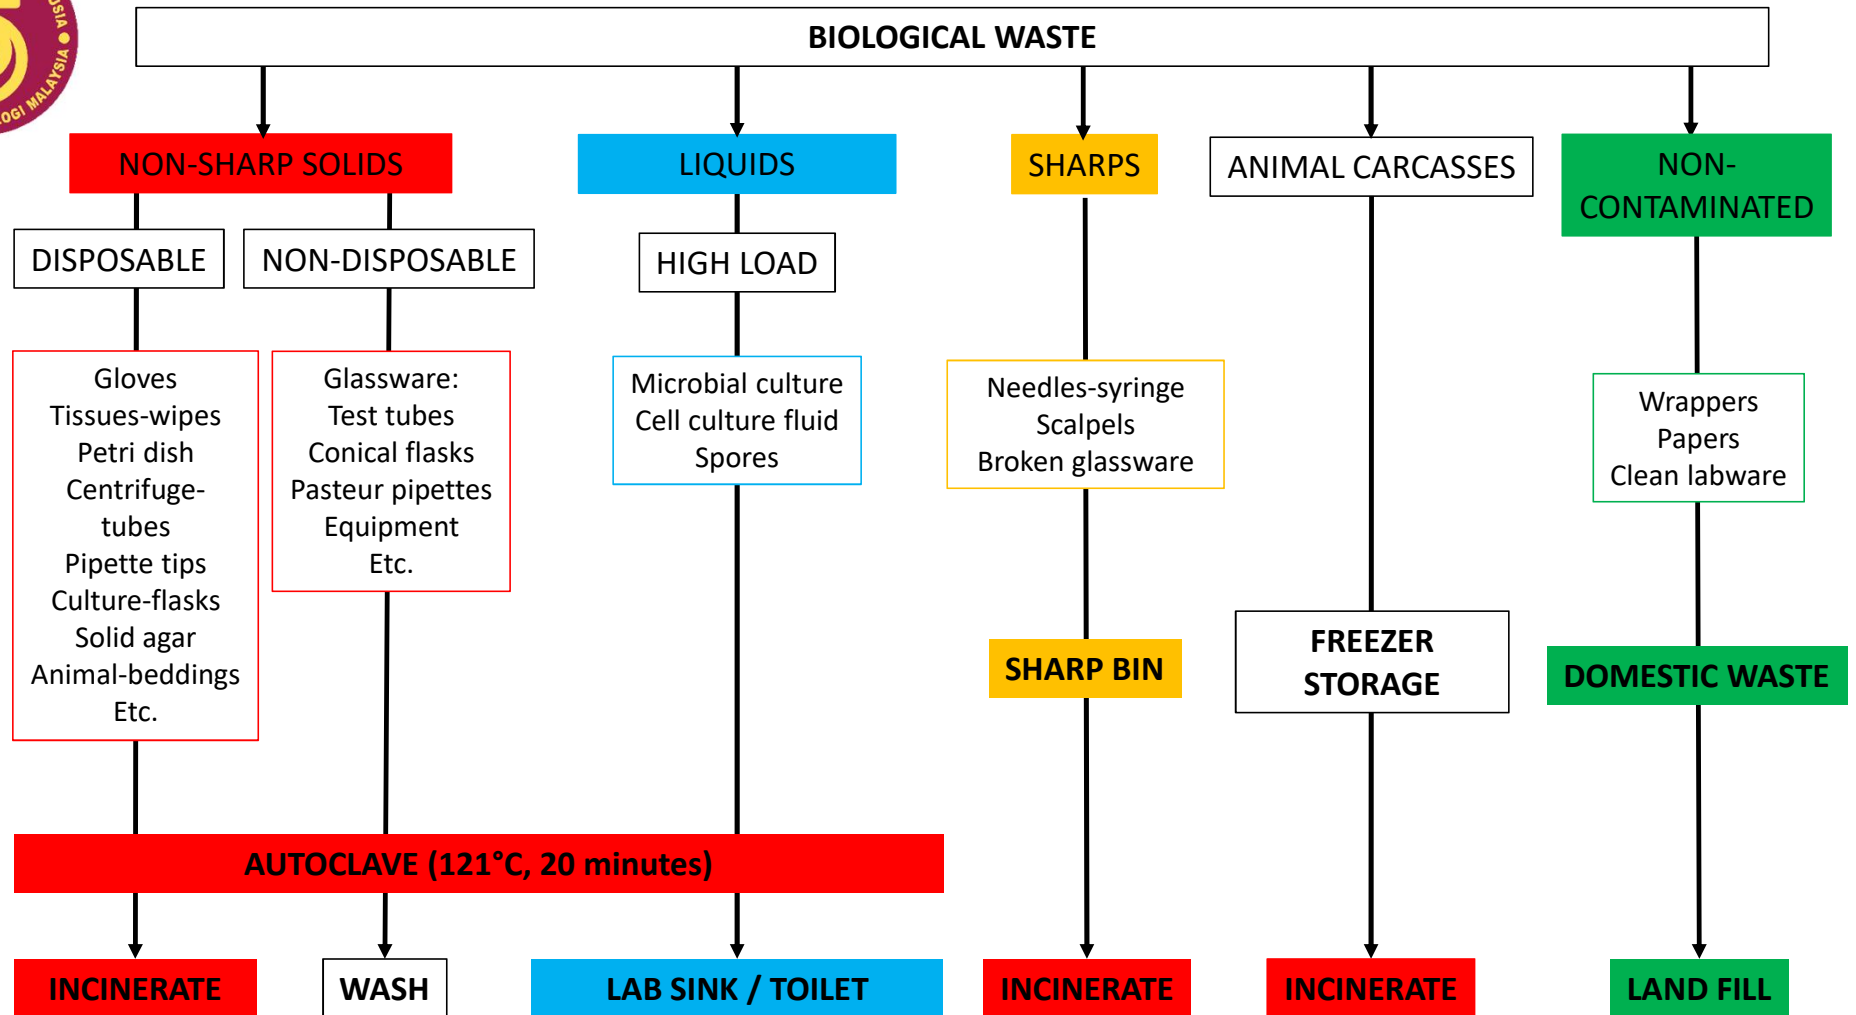 OGI MALAYSIA
BIOLOGICAL WASTE
NON-SHARP SOLIDS
LIQUIDS
SHARPS
ANIMAL CARCASSES
NON-
CONTAMINATED
DISPOSABLE
NON-DISPOSABLE
HIGH LOAD
Gloves
Tissues-wipes
Petri dish
Centrifuge-
tubes
Pipette tips
Culture-flasks
Solid agar
Animal-beddings
Etc.
Glassware:
Test tubes
Conical flasks
Pasteur pipettes
Equipment
Etc.
Microbial culture
Cell culture fluid
Spores
Needles-syringe
Scalpels
Broken glassware
Wrappers
Papers
Clean labware
SHARP BIN
FREEZER
STORAGE
DOMESTIC WASTE
AUTOCLAVE (121°C, 20 minutes)
INCINERATE
WASH
LAB SINK / TOILET
INCINERATE
INCINERATE
LAND FILL